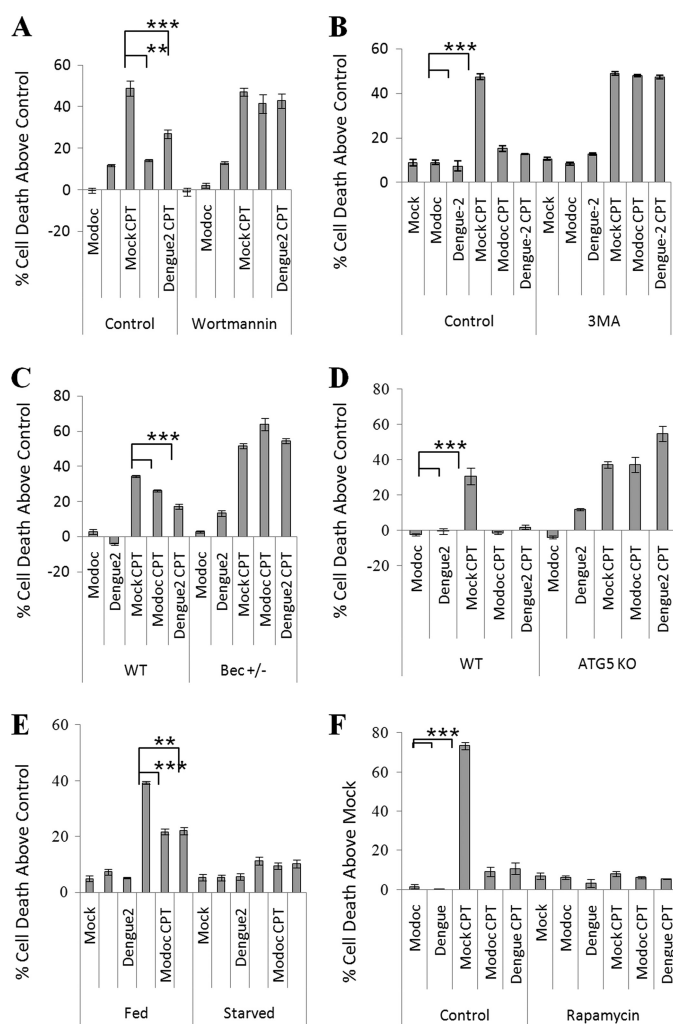 A
% Cell Death Above Control
60
40
20
0
-20
***
**
Modoc
Mock CPT
Dengue2 CPT
Modoc
Mock CPT
Dengue2 CPT
Control
Wortmannin
B
% Cell Death Above Control
60
40
20
0
***
Mock
Modoc
Dengue-2
Mock CPT
Modoc CPT
Dengue-2 CPT
Mock
Modoc
Dengue-2
Mock CPT
Modoc CPT
Dengue-2 CPT
Control
3MA
C
% Cell Death Above Control
80
60
40
20
0
-20
***
Modoc
Dengue2
Mock CPT
Modoc CPT
Dengue2 CPT
Modoc
Dengue2
Mock CPT
Modoc CPT
Dengue2 CPT
WT
Bec +/-
D
% Cell Death Above Control
80
60
40
20
0
-20
***
Modoc
Dengue2
Mock CPT
Modoc CPT
Dengue2 CPT
Modoc
Dengue2
Mock CPT
Modoc CPT
Dengue2 CPT
WT
ATG5 KO
E
% Cell Death Above Control
60
40
20
0
**
***
Mock
Dengue2
Modoc CPT
Mock
Dengue2
Modoc CPT
Fed
Starved
F
% Cell Death Above Mock
80
60
40
20
0
***
Modoc
Dengue
Mock CPT
Modoc CPT
Dengue CPT
Mock
Modoc
Dengue
Mock CPT
Modoc CPT
Dengue CPT
Control
Rapamycin